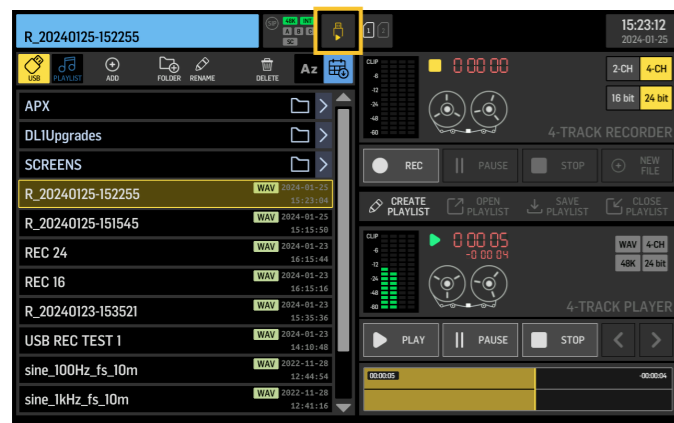 R_20240125-152255
SIP 48K INT
A B C
SC
1 2
15:23:12
2024-01-25
USB PLAYLIST ADD FOLDER RENAME DELETE Az
APX
DL1Upgrades
SCREENS
R_20240125-152255 WAV 2024-01-25 15:23:04
R_20240125-151545 WAV 2024-01-25 15:15:50
REC 24 WAV 2024-01-23 16:15:44
REC 16 WAV 2024-01-23 16:15:16
R_20240123-153521 WAV 2024-01-23 15:35:36
USB REC TEST 1 WAV 2024-01-23 14:10:48
sine_100Hz_fs_10m WAV 2022-11-28 12:44:54
sine_1kHz_fs_10m WAV 2022-11-28 12:41:16
CLIP
-6
-12
-24
-48
-60
0 00 00
2-CH 4-CH
16 bit 24 bit
4-TRACK RECORDER
REC PAUSE STOP NEW FILE
CREATE PLAYLIST OPEN PLAYLIST SAVE PLAYLIST CLOSE PLAYLIST
CLIP
-6
-12
-24
-48
-60
0 00 05
-0 00 04
WAV 4-CH
48K 24 bit
4-TRACK PLAYER
PLAY PAUSE STOP
00:00:05 -00:00:04